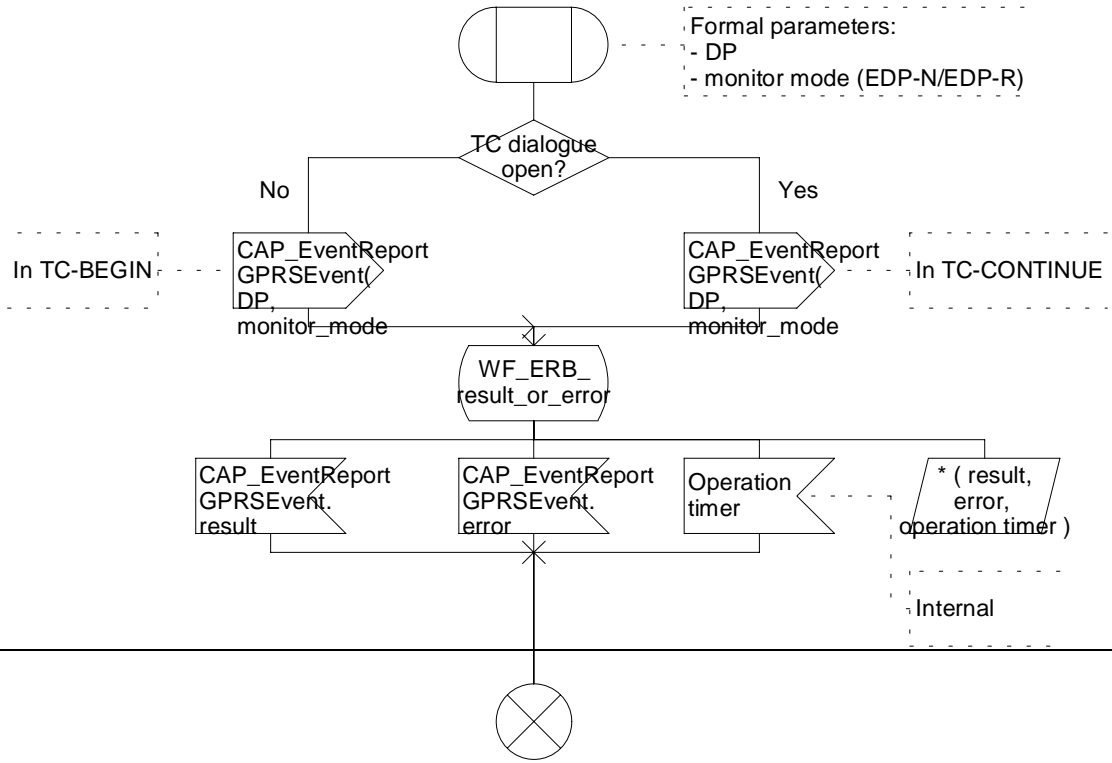 Formal parameters:
- DP
- monitor mode (EDP-N/EDP-R)
TC dialogue
open?
No
Yes
In TC-BEGIN
CAP_EventReport
GPRSEvent(
DP,
monitor_mode
CAP_EventReport
GPRSEvent(
DP,
monitor_mode
In TC-CONTINUE
WF_ERB_
result_or_error
CAP_EventReport
GPRSEvent.
result
CAP_EventReport
GPRSEvent.
error
Operation
timer
* ( result,
error,
operation timer )
Internal